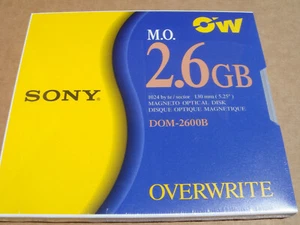 OW
M.O.
2.6GB
SONY.
1024 byte/sector 130 mm (5.25")
MAGNETO OPTICAL DISK
DISQUE OPTIQUE MAGNETIQUE
DOM-2600B
OVERWRITE